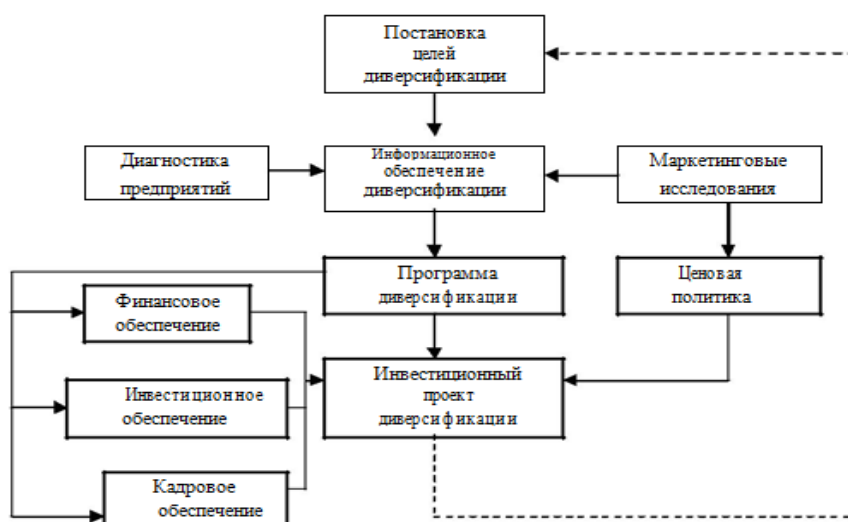 Постановка
целей
диверсификации
Диагностика
предприятий
Информационное
обеспечение
диверсификации
Маркетинговые
исследования
Программа
диверсификации
Ценовая
политика
Финансовое
обеспечение
Инвестиционный
проект
диверсификации
Инвестиционное
обеспечение
Кадровое
обеспечение